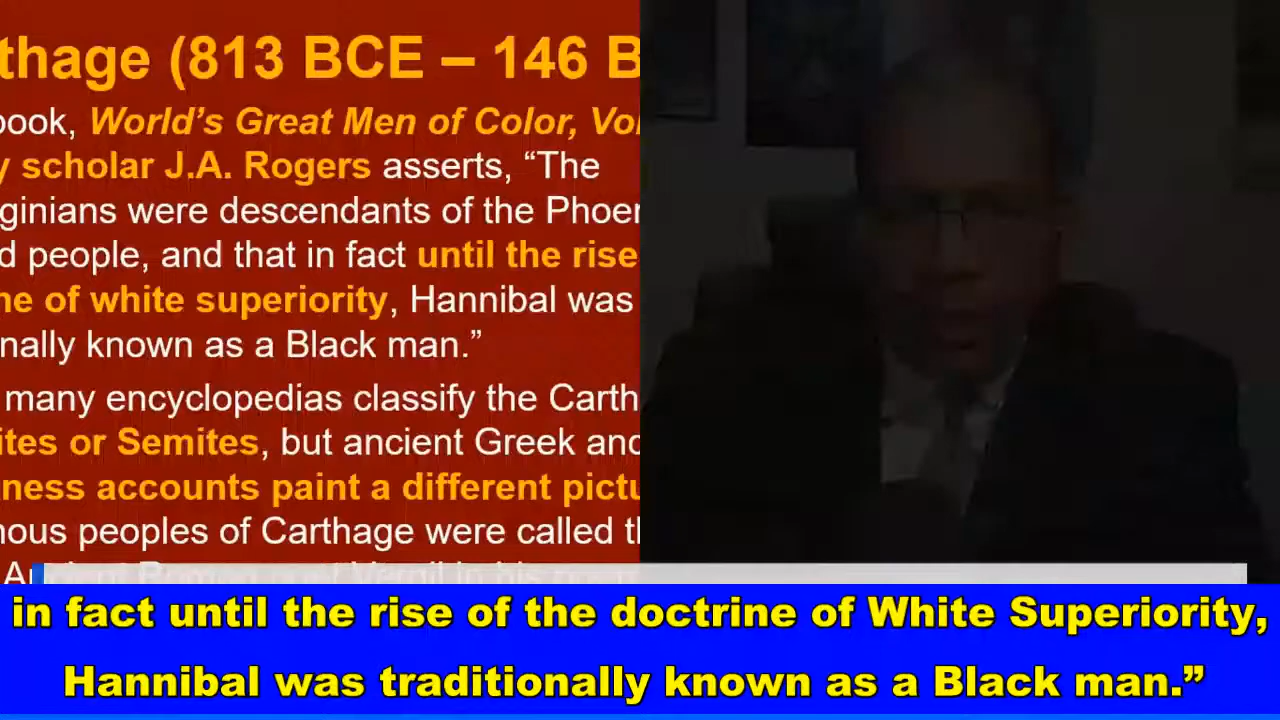 thage (813 BCE – 146 B
book, World's Great Men of Color, Vo
y scholar J.A. Rogers asserts, “The
ginians were descendants of the Phoe
d people, and that in fact until the rise
ne of white superiority, Hannibal was
nally known as a Black man.”
many encyclopedias classify the Carth
ites or Semites, but ancient Greek an
ness accounts paint a different pict
nous peoples of Carthage were called t
in fact until the rise of the doctrine of White Superiority,
Hannibal was traditionally known as a Black man.”